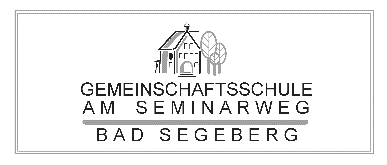 GEMEINSCHAFTSSCHULE
AM SEMINARWEG
BAD SEGEBERG